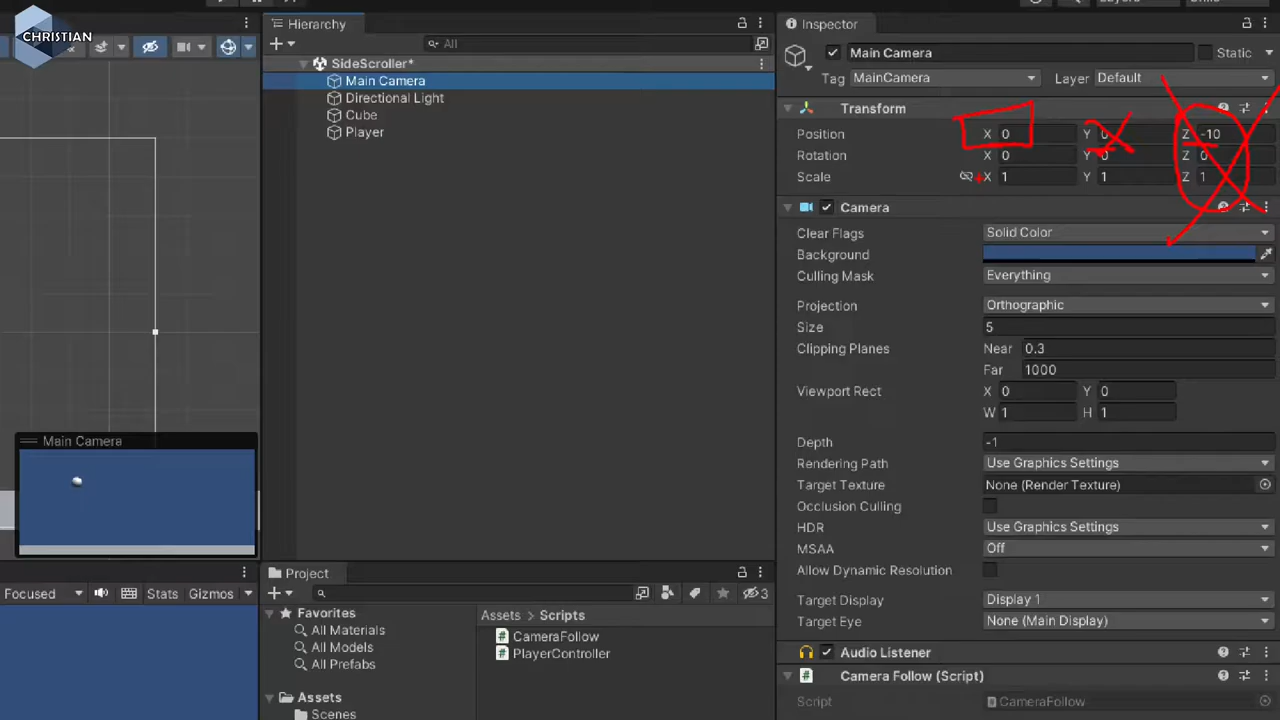 CHRISTIAN
Hierarchy
All
SideScroller*
Main Camera
Directional Light
Cube
Player
Inspector
Main Camera
Static
Tag MainCamera
Layer Default
Transform
Position X 0 Y 0 Z -10
Rotation X 0 Y 0 Z 0
Scale X 1 Y 1 Z 1
Camera
Clear Flags Solid Color
Background
Culling Mask Everything
Projection Orthographic
Size 5
Clipping Planes Near 0.3
Far 1000
Viewport Rect X 0 Y 0
W 1 H 1
Depth -1
Rendering Path Use Graphics Settings
Target Texture None (Render Texture)
Occlusion Culling
HDR Use Graphics Settings
MSAA Off
Allow Dynamic Resolution
Target Display Display 1
Target Eye None (Main Display)
Audio Listener
Camera Follow (Script)
Script CameraFollow
Main Camera
Focused Stats Gizmos
Project
3
Favorites
All Materials
All Models
All Prefabs
Assets
Scenes
Assets > Scripts
CameraFollow
PlayerController